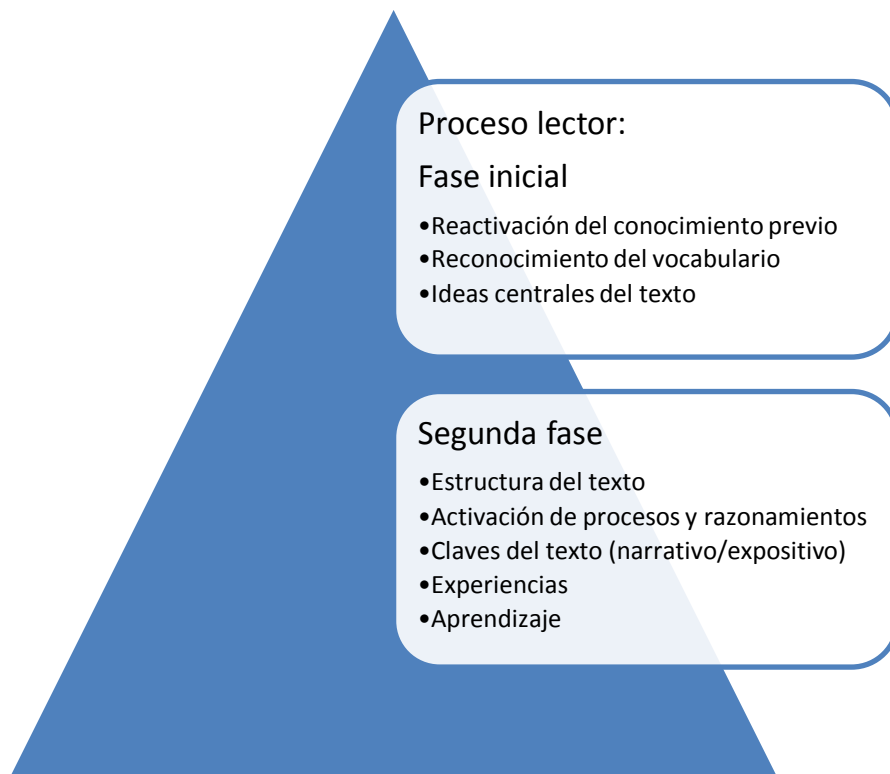 Proceso lector:
Fase inicial
•Reactivación del conocimiento previo
•Reconocimiento del vocabulario
•Ideas centrales del texto
Segunda fase
•Estructura del texto
•Activación de procesos y razonamientos
•Claves del texto (narrativo/expositivo)
•Experiencias
•Aprendizaje